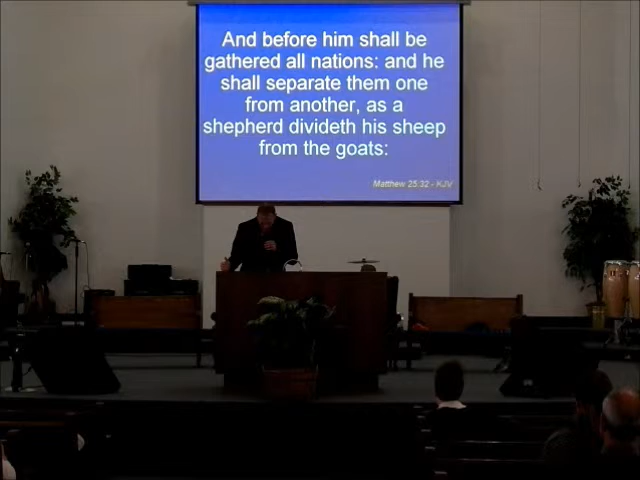 And before him shall be
gathered all nations: and he
shall separate them one
from another, as a
shepherd divideth his sheep
from the goats:
Matthew 25:32 - KJV